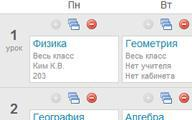 Пн Вт
1 урок
Физика Геометрия
Весь класс Весь класс
Ким К.В. Нет учителя
203 Нет кабинета
2
География Алгебра